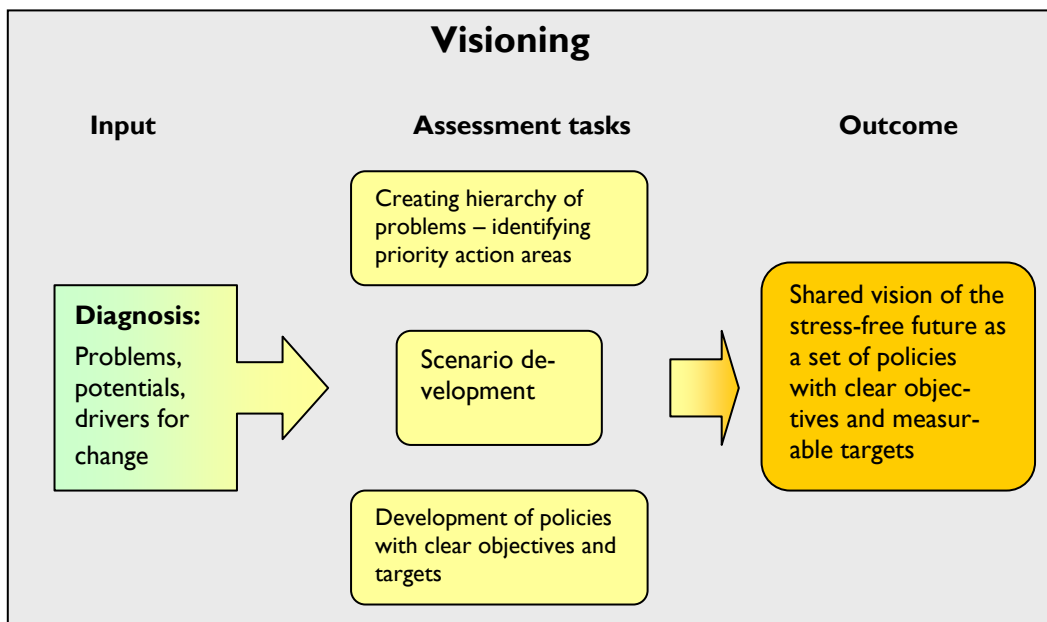 Visioning
Input
Assessment tasks
Outcome
Creating hierarchy of
problems – identifying
priority action areas
Diagnosis:
Problems,
potentials,
drivers for
change
Scenario de-
velopment
Shared vision of the
stress-free future as
a set of policies
with clear objec-
tives and measur-
able targets
Development of policies
with clear objectives and
targets